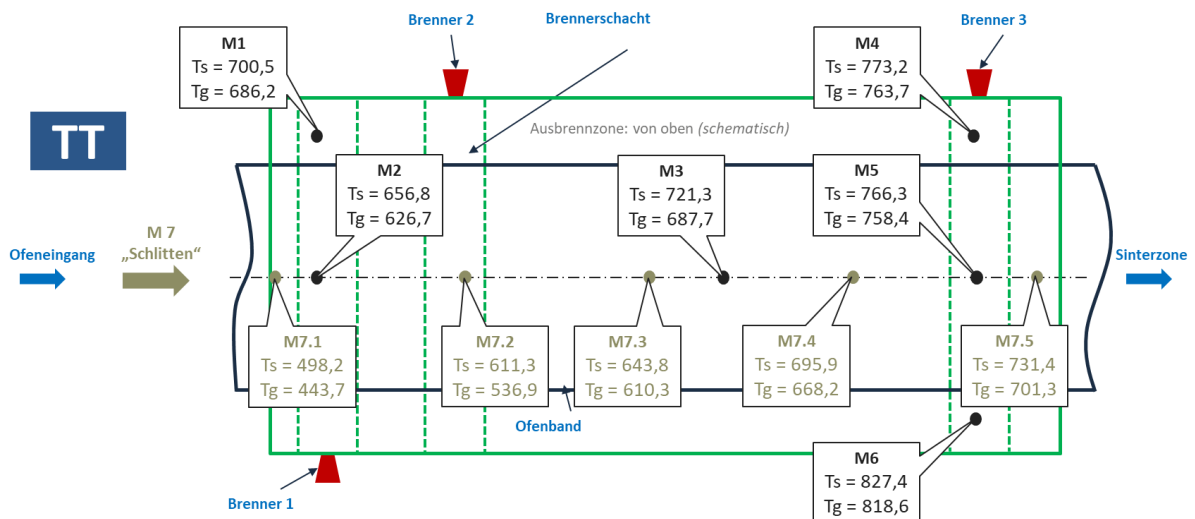 Brenner 2
Brennerschacht
Brenner 3
M1
Ts = 700,5
Tg = 686,2
M4
Ts = 773,2
Tg = 763,7
TT
Ausbrennzone: von oben (schematisch)
M2
Ts = 656,8
Tg = 626,7
M3
Ts = 721,3
Tg = 687,7
M5
Ts = 766,3
Tg = 758,4
Ofeneingang
M 7
„Schlitten“
Sinterzone
M7.1
Ts = 498,2
Tg = 443,7
M7.2
Ts = 611,3
Tg = 536,9
M7.3
Ts = 643,8
Tg = 610,3
M7.4
Ts = 695,9
Tg = 668,2
M7.5
Ts = 731,4
Tg = 701,3
Ofenband
Brenner 1
M6
Ts = 827,4
Tg = 818,6